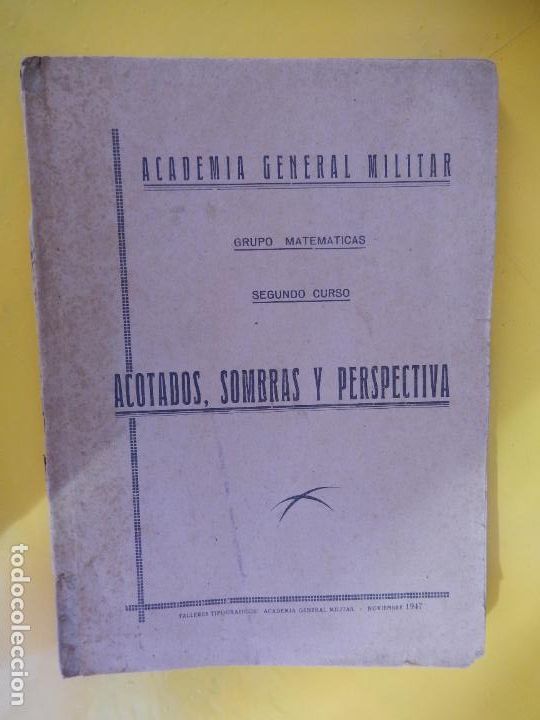 ACADEMIA GENERAL MILITAR
GRUPO MATEMATICAS
SEGUNDO CURSO
ACOTADOS, SOMBRAS Y PERSPECTIVA
TALLERES TIPOGRAFICOS ACADEMIA GENERAL MILITAR - NOVIEMBRE 1947
todocoleccion